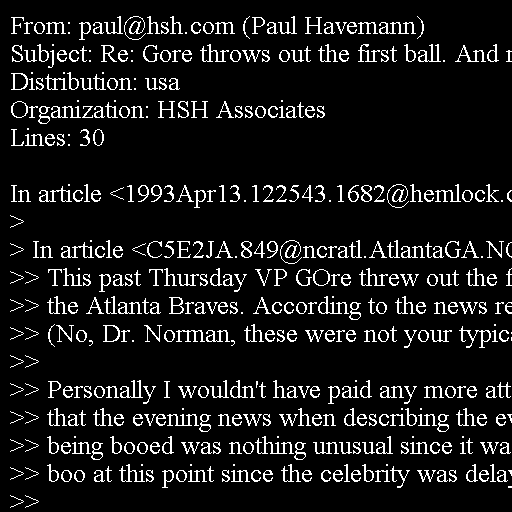 From: paul@hsh.com (Paul Havemann)
Subject: Re: Gore throws out the first ball. And
Distribution: usa
Organization: HSH Associates
Lines: 30

In article <1993Apr13.122543.1682@hemlock.
>
> In article <C5E2JA.849@ncratl.AtlantaGA.NC
>> This past Thursday VP GOre threw out the
>> the Atlanta Braves. According to the news re
>> (No, Dr. Norman, these were not your typica
>>
>> Personally I wouldn't have paid any more att
>> that the evening news when describing the ev
>> being booed was nothing unusual since it wa
>> boo at this point since the celebrity was delay
>>